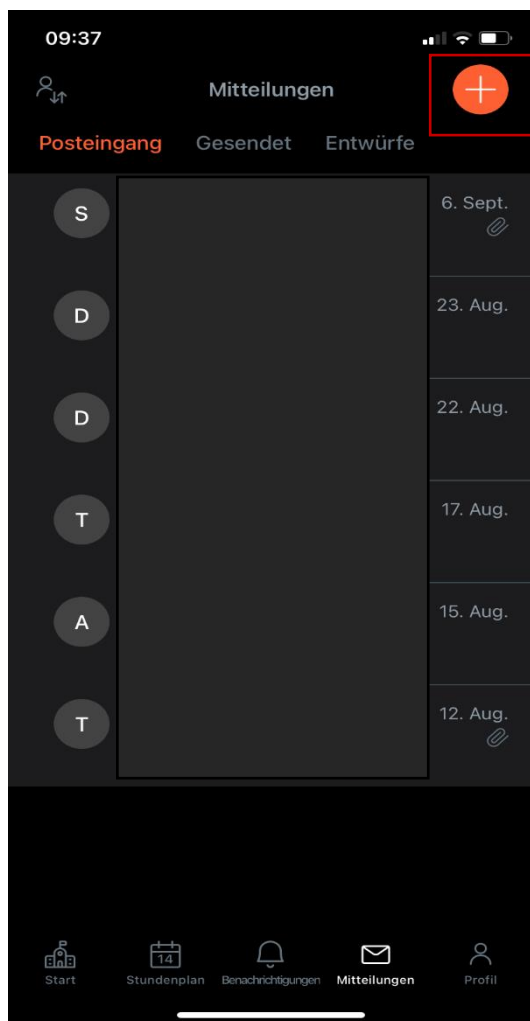 09:37
Mitteilungen
Posteingang Gesendet Entwürfe
S 6. Sept.
D 23. Aug.
D 22. Aug.
T 17. Aug.
A 15. Aug.
T 12. Aug.
14
Start Stundenplan Benachrichtigungen Mitteilungen Profil